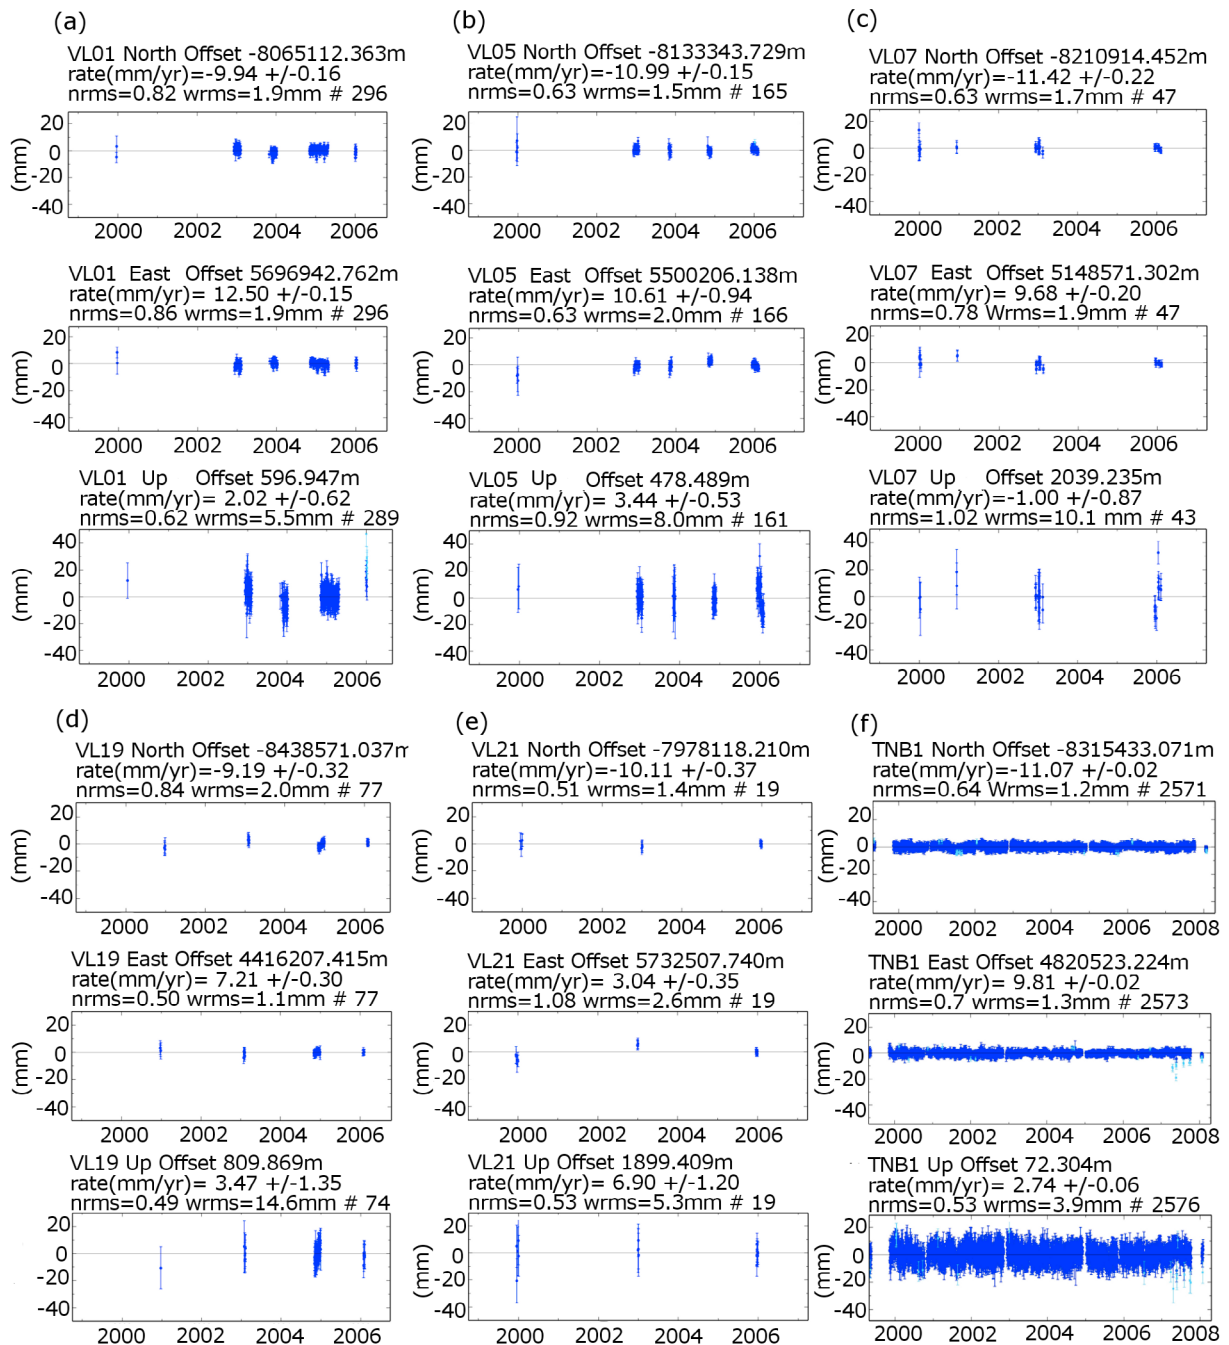 (a)
VL01 North Offset -8065112.363m
rate(mm/yr)=-9.94 +/-0.16
nrms=0.82 wrms=1.9mm # 296
20
0
-20
-40
(mm)
2000 2002 2004 2006
VL01 East Offset 5696942.762m
rate(mm/yr)= 12.50 +/-0.15
nrms=0.86 wrms=1.9mm # 296
20
0
-20
-40
(mm)
2000 2002 2004 2006
VL01 Up Offset 596.947m
rate(mm/yr)= 2.02 +/-0.62
nrms=0.62 wrms=5.5mm # 289
40
20
0
-20
-40
(mm)
2000 2002 2004 2006
(b)
VL05 North Offset -8133343.729m
rate(mm/yr)=-10.99 +/-0.15
nrms=0.63 wrms=1.5mm # 165
20
0
-20
-40
(mm)
2000 2002 2004 2006
VL05 East Offset 5500206.138m
rate(mm/yr)= 10.61 +/-0.94
nrms=0.63 wrms=2.0mm # 166
20
0
-20
-40
(mm)
2000 2002 2004 2006
VL05 Up Offset 478.489m
rate(mm/yr)= 3.44 +/-0.53
nrms=0.92 wrms=8.0mm # 161
40
20
0
-20
-40
(mm)
2000 2002 2004 2006
(c)
VL07 North Offset -8210914.452m
rate(mm/yr)=-11.42 +/-0.22
nrms=0.63 wrms=1.7mm # 47
20
0
-20
-40
(mm)
2000 2002 2004 2006
VL07 East Offset 5148571.302m
rate(mm/yr)= 9.68 +/-0.20
nrms=0.78 Wrms=1.9mm # 47
20
0
-20
-40
(mm)
2000 2002 2004 2006
VL07 Up Offset 2039.235m
rate(mm/yr)=-1.00 +/-0.87
nrms=1.02 wrms=10.1 mm # 43
40
20
0
-20
-40
(mm)
2000 2002 2004 2006
(d)
VL19 North Offset -8438571.037m
rate(mm/yr)=-9.19 +/-0.32
nrms=0.84 wrms=2.0mm # 77
20
0
-20
-40
(mm)
2000 2002 2004 2006
VL19 East Offset 4416207.415m
rate(mm/yr)= 7.21 +/-0.30
nrms=0.50 wrms=1.1mm # 77
20
0
-20
-40
(mm)
2000 2002 2004 2006
VL19 Up Offset 809.869m
rate(mm/yr)= 3.47 +/-1.35
nrms=0.49 wrms=14.6mm # 74
20
0
-20
-40
(mm)
2000 2002 2004 2006
(e)
VL21 North Offset -7978118.210m
rate(mm/yr)=-10.11 +/-0.37
nrms=0.51 wrms=1.4mm # 19
20
0
-20
-40
(mm)
2000 2002 2004 2006
VL21 East Offset 5732507.740m
rate(mm/yr)= 3.04 +/-0.35
nrms=1.08 wrms=2.6mm # 19
20
0
-20
-40
(mm)
2000 2002 2004 2006
VL21 Up Offset 1899.409m
rate(mm/yr)= 6.90 +/-1.20
nrms=0.53 wrms=5.3mm # 19
20
0
-20
-40
(mm)
2000 2002 2004 2006
(f)
TNB1 North Offset -8315433.071m
rate(mm/yr)=-11.07 +/-0.02
nrms=0.64 Wrms=1.2mm # 2571
20
0
-20
-40
(mm)
2000 2002 2004 2006 2008
TNB1 East Offset 4820523.224m
rate(mm/yr)= 9.81 +/-0.02
nrms=0.7 wrms=1.3mm # 2573
20
0
-20
-40
(mm)
2000 2002 2004 2006 2008
TNB1 Up Offset 72.304m
rate(mm/yr)= 2.74 +/-0.06
nrms=0.53 wrms=3.9mm # 2576
20
0
-20
-40
(mm)
2000 2002 2004 2006 2008